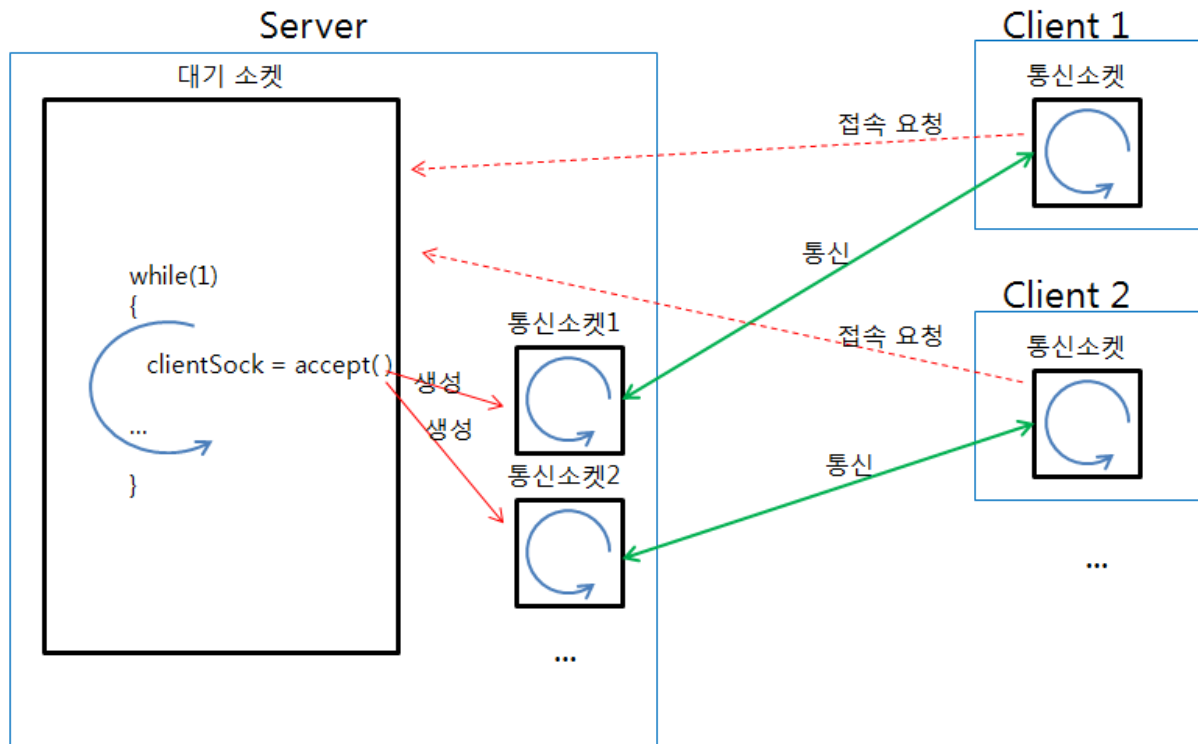 Server
대기 소켓
while(1)
{
clientSock = accept( )
...
}
생성
생성
통신소켓1
통신소켓2
...
접속 요청
통신
접속 요청
통신
Client 1
통신소켓
Client 2
통신소켓
...